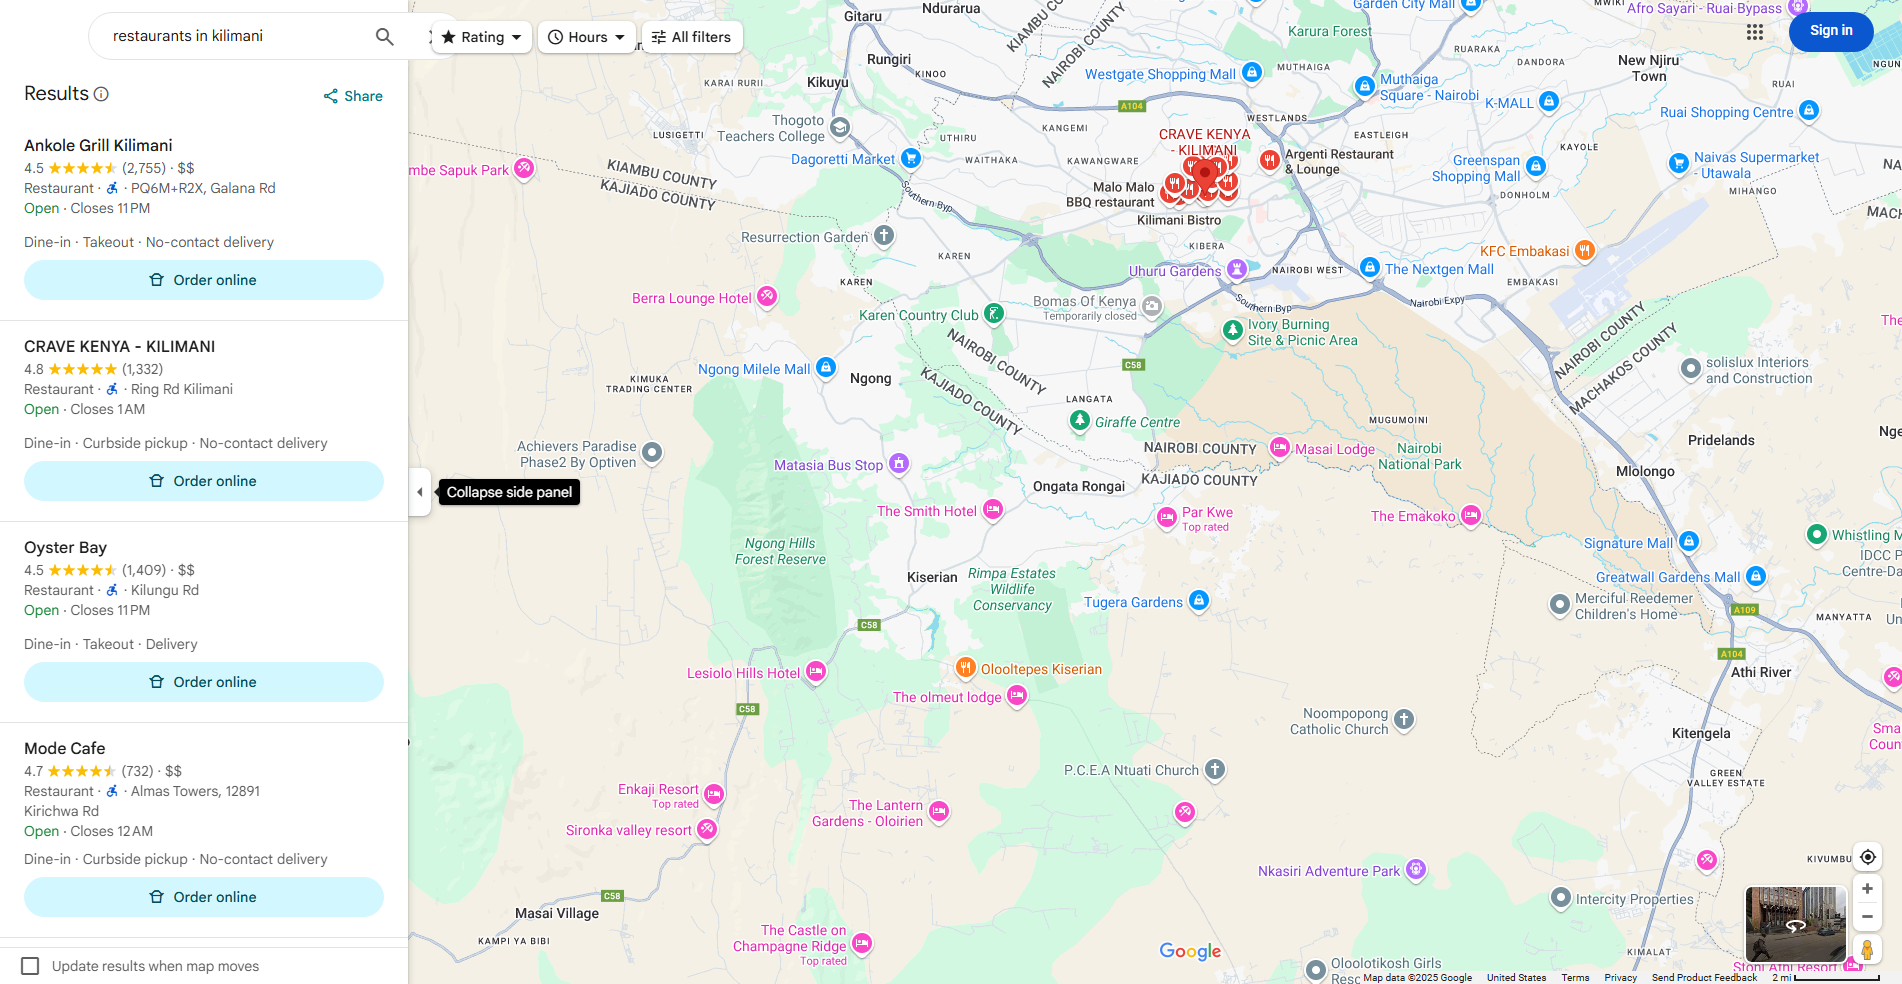 restaurants in kilimani
Rating
Hours
All filters
Sign in
Results
Share
Ankole Grill Kilimani
4.5 (2,755) · $$
Restaurant · · PQ6M+R2X, Galana Rd
Open · Closes 11 PM
Dine-in · Takeout · No-contact delivery
Order online
CRAVE KENYA - KILIMANI
4.8 (1,332)
Restaurant · · Ring Rd Kilimani
Open · Closes 1 AM
Dine-in · Curbside pickup · No-contact delivery
Order online
Oyster Bay
4.5 (1,409) · $$
Restaurant · · Kilungu Rd
Open · Closes 11 PM
Dine-in · Takeout · Delivery
Order online
Mode Cafe
4.7 (732) · $$
Restaurant · · Almas Towers, 12891
Kirichwa Rd
Open · Closes 12 AM
Dine-in · Curbside pickup · No-contact delivery
Order online
Update results when map moves
Collapse side panel
Gitaru
Ndurarua
KIAMBU COUNTY
NAIROBI COUNTY
Garden City Mall
MWIKI
Afro Sayari - Ruai Bypass
Karura Forest
RUARAKA
Rungiri
KINOO
Kikuyu
KARAI RURII
Westgate Shopping Mall
MUTHAIGA
Muthaiga
Square - Nairobi
DANDORA
New Njiru
Town
RUAI
K-MALL
Ruai Shopping Centre
A104
WESTLANDS
Thogoto
Teachers College
LUSIGETTI
UTHIRU
KANGEMI
EASTLEIGH
KAYOLE
CRAVE KENYA
- KILIMANI
Argenti Restaurant
& Lounge
Dagoretti Market
WAITHAKA
KAWANGWARE
Greenspan
Shopping Mall
Naivas Supermarket
- Utawala
MIHANGO
DONHOLM
mbe Sapuk Park
KIAMBU COUNTY
KAJIADO COUNTY
Southern Byp
Malo Malo
BBQ restaurant
Kilimani Bistro
MACH
Resurrection Garden
KAREN
KIBERA
KFC Embakasi
Uhuru Gardens
NAIROBI WEST
The Nextgen Mall
EMBAKASI
KAREN
Berra Lounge Hotel
Bomas Of Kenya
Temporarily closed
Southern Byp
Nairobi Expy
Karen Country Club
Ivory Burning
Site & Picnic Area
NAIROBI COUNTY
MACHAKOS COUNTY
The
NAIROBI COUNTY
KAJIADO COUNTY
C58
Ngong Milele Mall
Ngong
KIMUKA
TRADING CENTER
solislux Interiors
and Construction
LANGATA
Giraffe Centre
MUGUMOINI
NAIROBI COUNTY
KAJIADO COUNTY
Masai Lodge
Nairobi
National Park
Pridelands
Nge
Achievers Paradise
Phase2 By Optiven
Matasia Bus Stop
Mlolongo
Ongata Rongai
The Smith Hotel
Par Kwe
Top rated
The Emakoko
Signature Mall
Whistling M
IDCC P
Centre-Da
Ngong Hills
Forest Reserve
Kiserian
Rimpa Estates
Wildlife
Conservancy
Greatwall Gardens Mall
Tugera Gardens
Merciful Reedemer
Children's Home
A109
MANYATTA
Un
C58
A104
Lesiolo Hills Hotel
Olooltepes Kiserian
The olmeut lodge
Athi River
C58
Noompopong
Catholic Church
Kitengela
Sma
Coun
P.C.E.A Ntuati Church
GREEN
VALLEY ESTATE
Enkaji Resort
Top rated
The Lantern
Gardens - Oloirien
Sironka valley resort
KIVUMBU
Nkasiri Adventure Park
Intercity Properties
C58
Masai Village
KAMPI YA BIBI
The Castle on
Champagne Ridge
Top rated
Google
KIMALAT
Stoni Athi Resort
Oloolotikosh Girls
Resc
Map data ©2025 Google United States Terms Privacy Send Product Feedback 2 mi